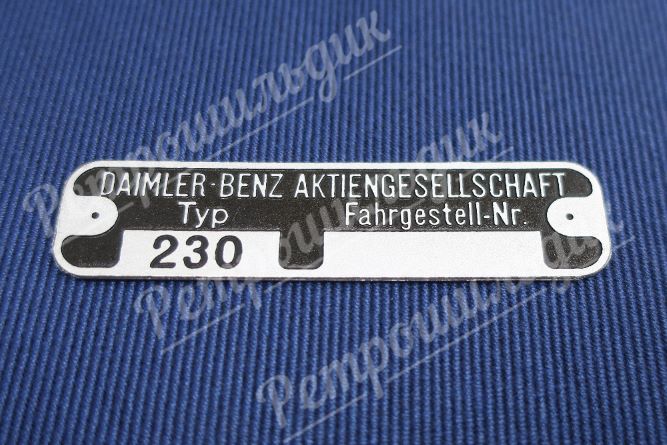 Ретрошильдик
Ретрошильдик
DAIMLER-BENZ AKTIENGESELLSCHAFT
Typ Fahrgestell-Nr.
230
Ретрошильдик
Ретрошильдик